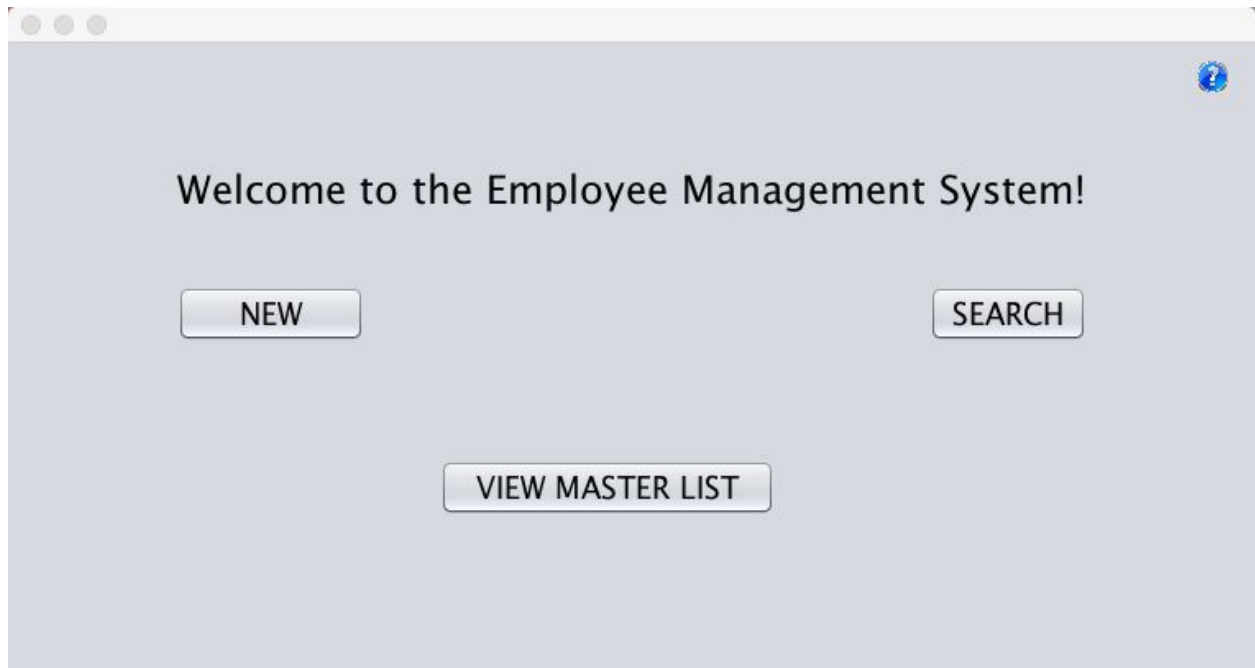 ?
Welcome to the Employee Management System!
NEW
SEARCH
VIEW MASTER LIST